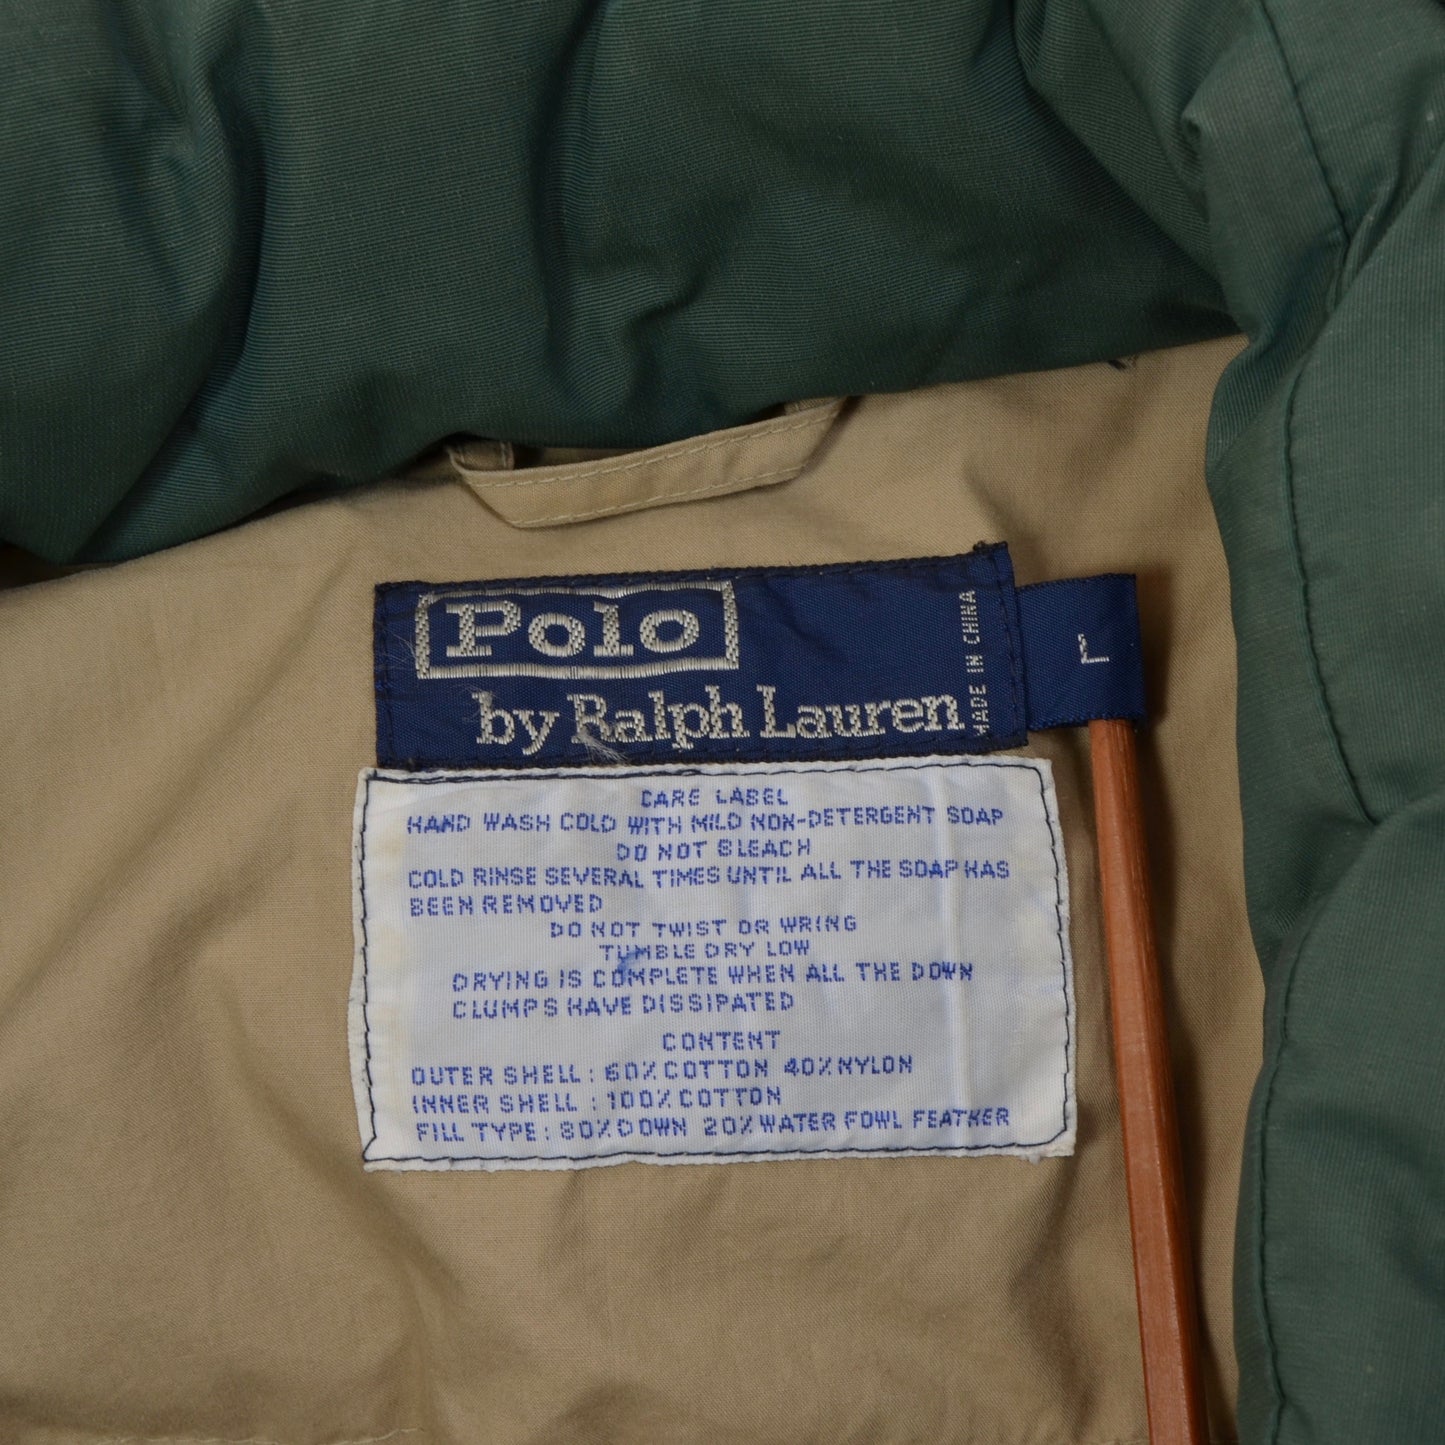 Polo
by Ralph Lauren
MADE IN CHINA
L
CARE LABEL
HAND WASH COLD WITH MILD NON-DETERGENT SOAP
DO NOT BLEACH
COLD RINSE SEVERAL TIMES UNTIL ALL THE SOAP HAS
BEEN REMOVED
DO NOT TWIST OR WRING
TUMBLE DRY LOW
DRYING IS COMPLETE WHEN ALL THE DOWN
CLUMPS HAVE DISSIPATED
CONTENT
OUTER SHELL: 60% COTTON 40% NYLON
INNER SHELL : 100% COTTON
FILL TYPE: 80% DOWN 20% WATER FOWL FEATHER